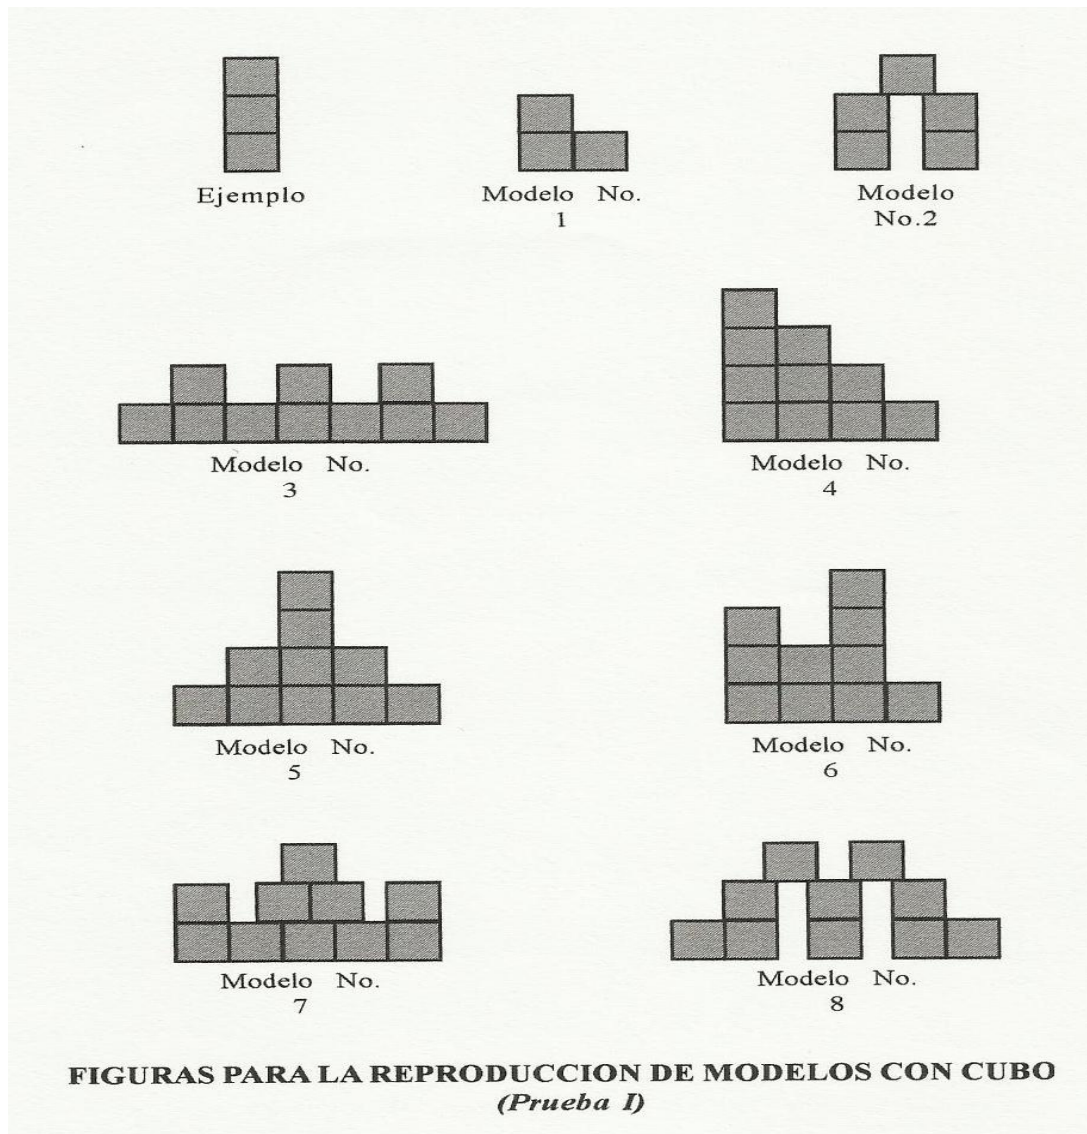 Ejemplo
Modelo No.
1
Modelo
No.2
Modelo No.
3
Modelo No.
4
Modelo No.
5
Modelo No.
6
Modelo No.
7
Modelo No.
8
FIGURAS PARA LA REPRODUCCION DE MODELOS CON CUBO
(Prueba I)